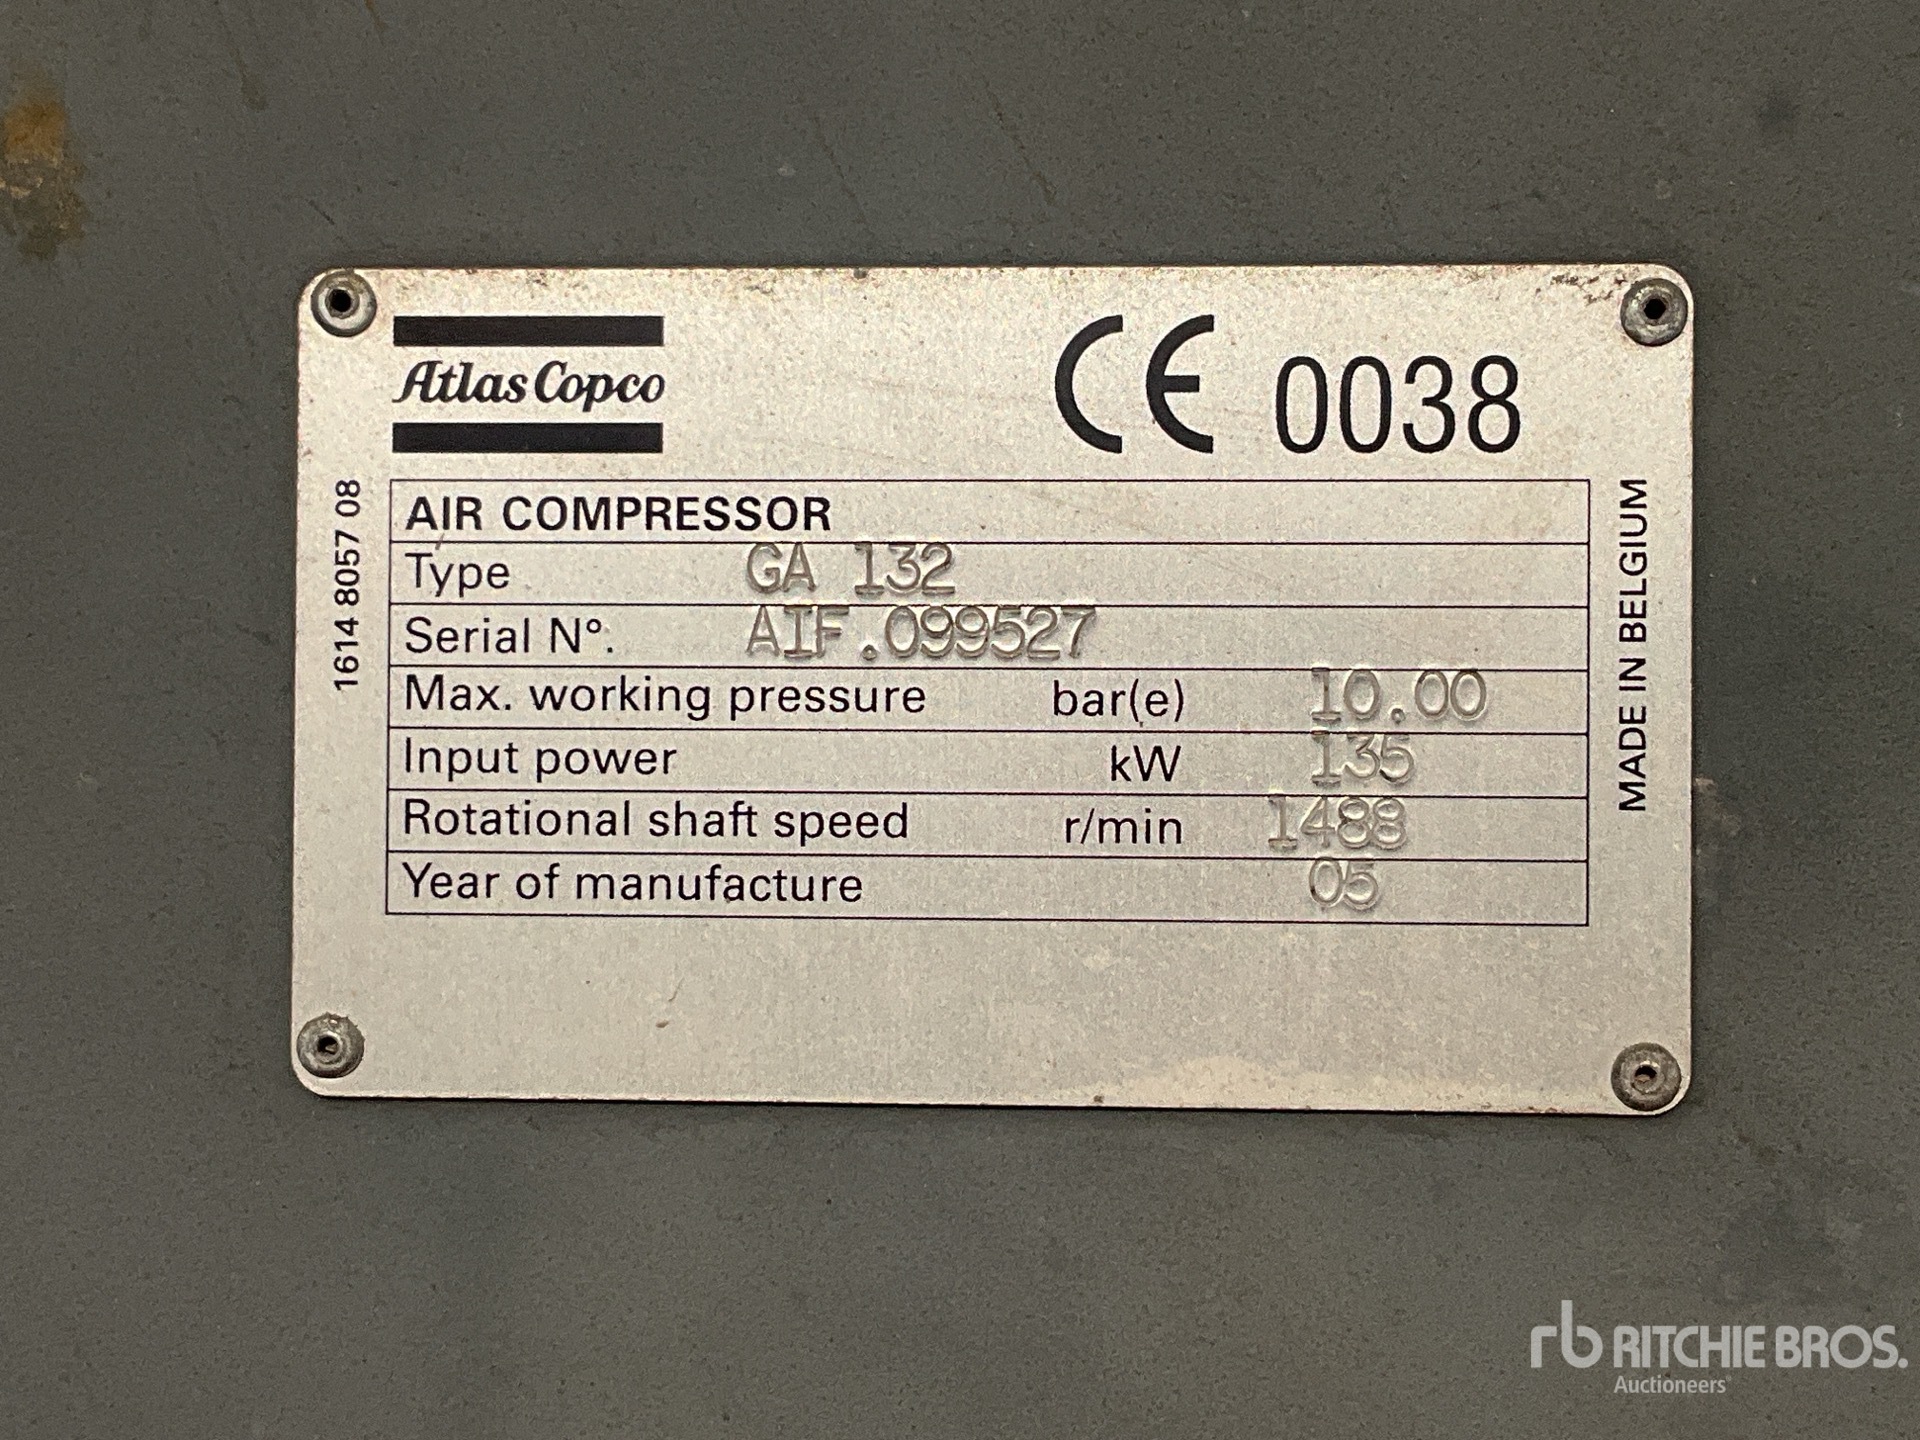 Atlas Copco
CE 0038
1614 8057 08
AIR COMPRESSOR
Type GA 132
Serial N°. AIF.099527
Max. working pressure bar(e) 10.00
Input power kW 135
Rotational shaft speed r/min 1488
Year of manufacture 05
MADE IN BELGIUM
rb RITCHIE BROS.
Auctioneers